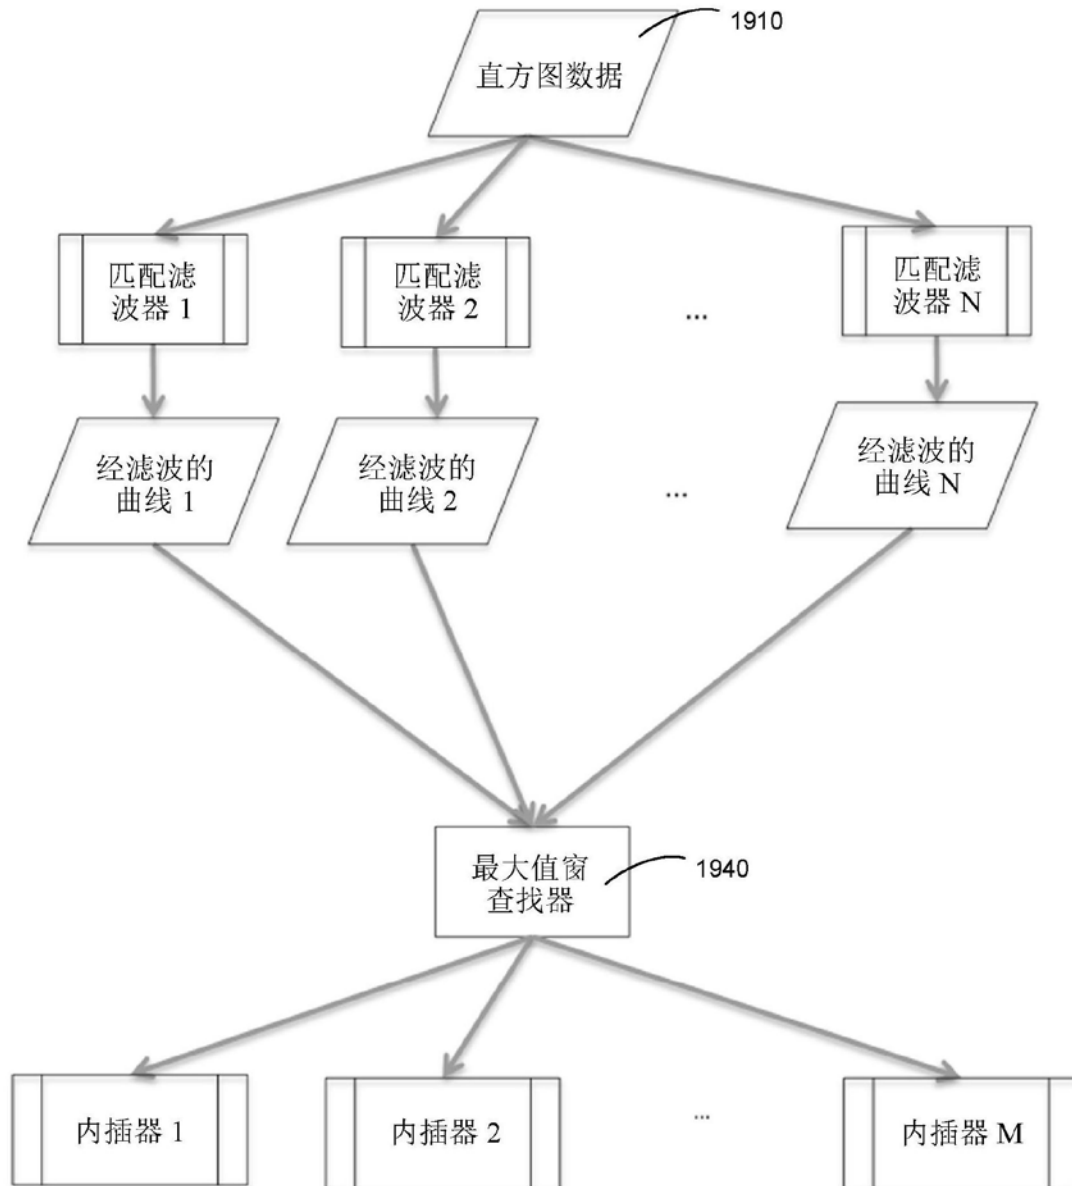 1910
直方图数据
匹配滤
波器 1
匹配滤
波器 2
...
匹配滤
波器 N
经滤波的
曲线 1
经滤波的
曲线 2
...
经滤波的
曲线 N
最大值窗
查找器
1940
内插器 1
内插器 2
...
内插器 M